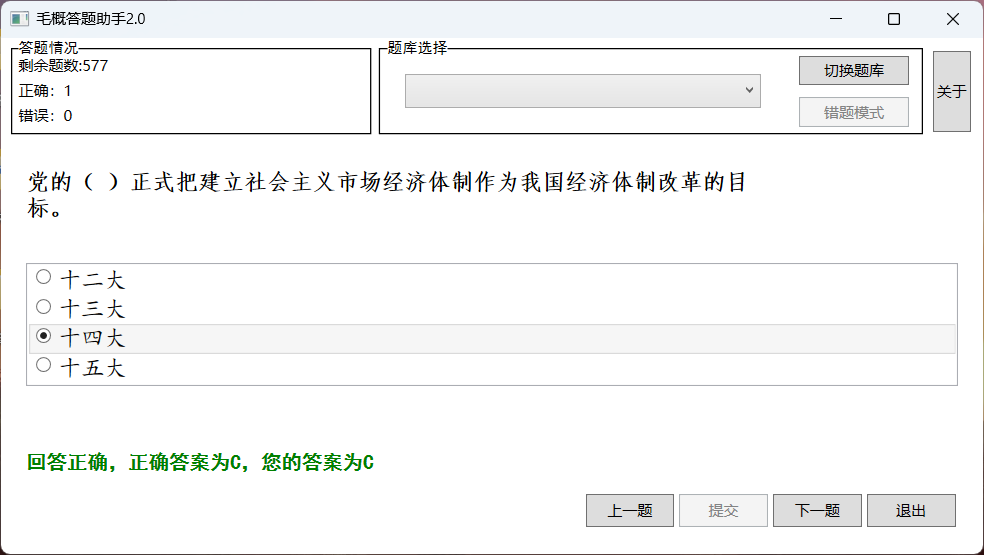 毛概答题助手2.0
答题情况
剩余题数:577
正确：1
错误：0
题库选择
切换题库
错题模式
关于
党的（ ）正式把建立社会主义市场经济体制作为我国经济体制改革的目
标。
十二大
十三大
十四大
十五大
回答正确，正确答案为C，您的答案为C
上一题
提交
下一题
退出